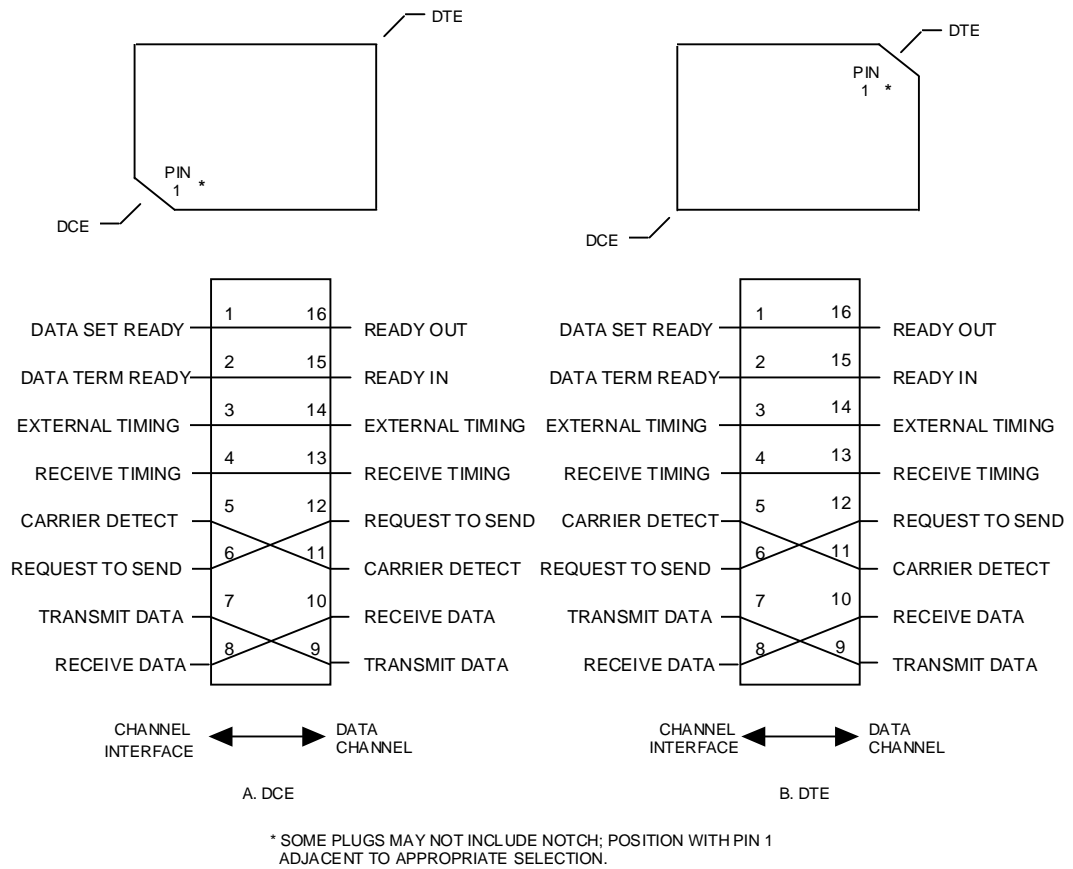 DTE
PIN
1 *
DCE
DATA SET READY 1 16 READY OUT
DATA TERM READY 2 15 READY IN
EXTERNAL TIMING 3 14 EXTERNAL TIMING
RECEIVE TIMING 4 13 RECEIVE TIMING
CARRIER DETECT 5 12 REQUEST TO SEND
REQUEST TO SEND 6 11 CARRIER DETECT
TRANSMIT DATA 7 10 RECEIVE DATA
RECEIVE DATA 8 9 TRANSMIT DATA
CHANNEL INTERFACE
DATA CHANNEL
A. DCE
DTE
PIN
1 *
DCE
DATA SET READY 1 16 READY OUT
DATA TERM READY 2 15 READY IN
EXTERNAL TIMING 3 14 EXTERNAL TIMING
RECEIVE TIMING 4 13 RECEIVE TIMING
CARRIER DETECT 5 12 REQUEST TO SEND
REQUEST TO SEND 6 11 CARRIER DETECT
TRANSMIT DATA 7 10 RECEIVE DATA
RECEIVE DATA 8 9 TRANSMIT DATA
CHANNEL
INTERFACE
DATA
CHANNEL
B. DTE
* SOME PLUGS MAY NOT INCLUDE NOTCH; POSITION WITH PIN 1
ADJACENT TO APPROPRIATE SELECTION.